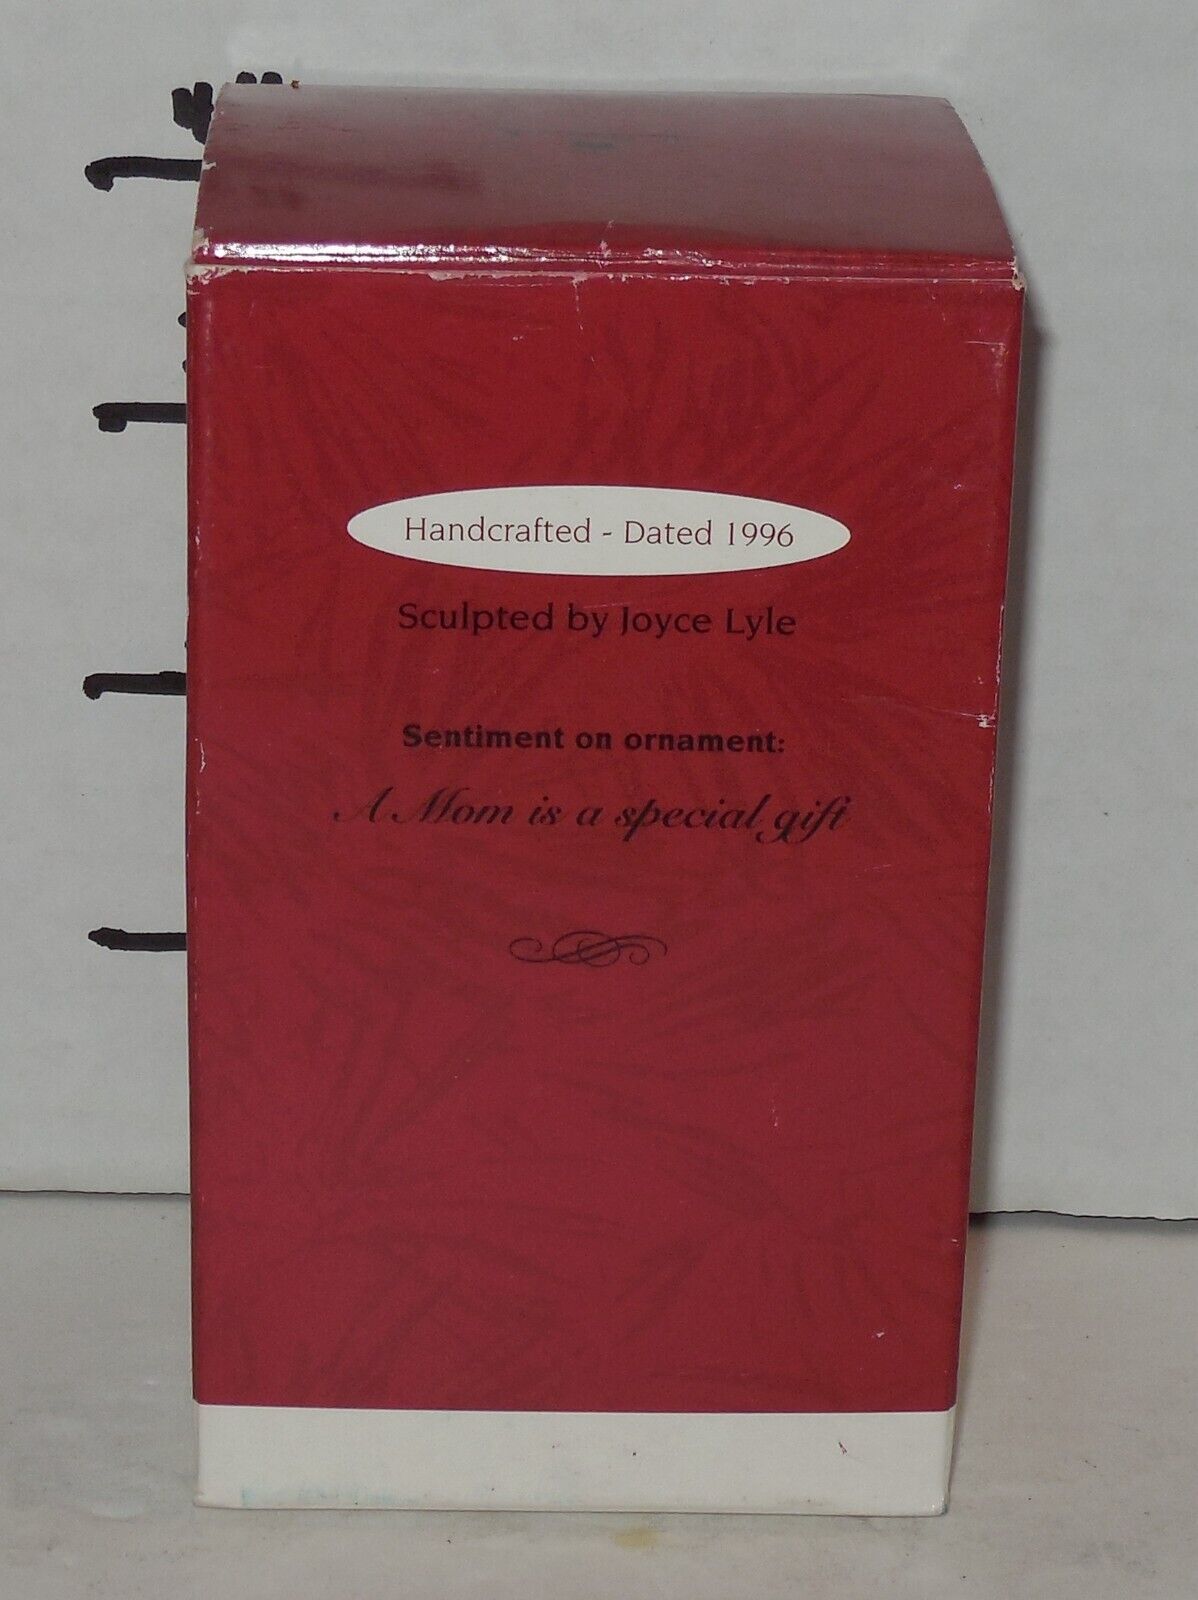 Handcrafted - Dated 1996
Sculpted by Joyce Lyle
Sentiment on ornament:
A Mom is a special gift